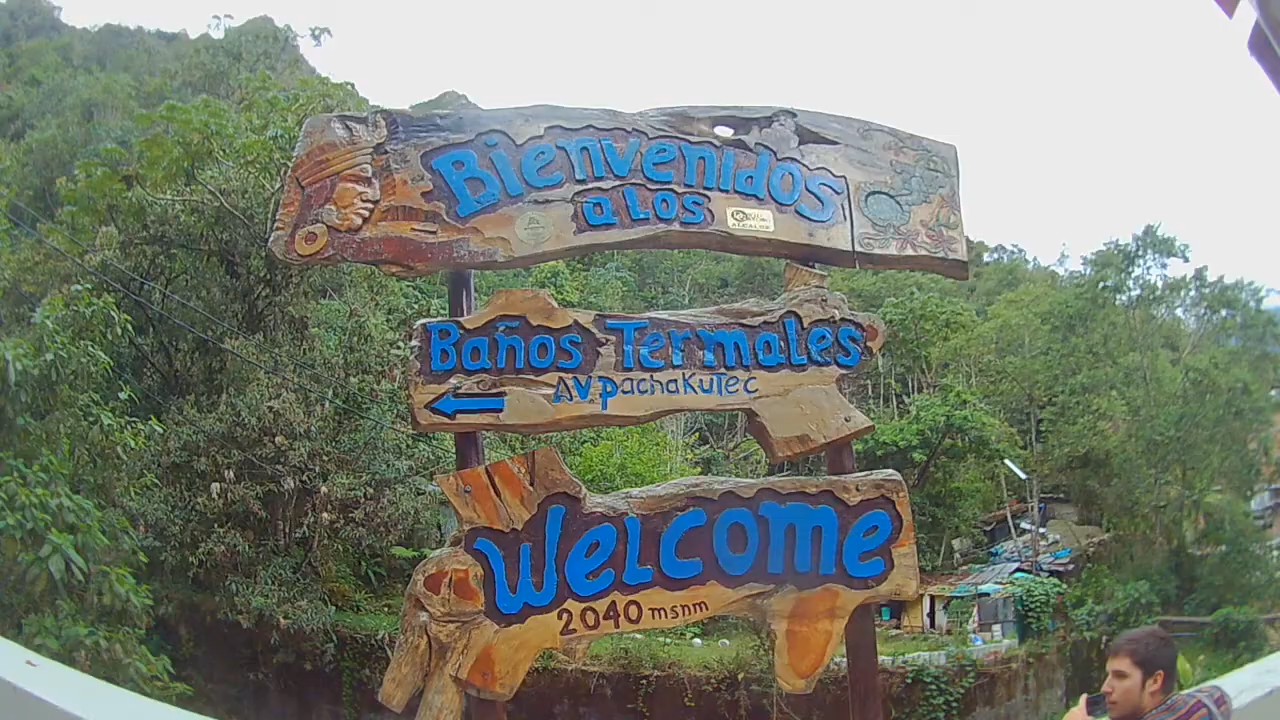 Bienvenidos
a Los
Baños Termales
AV pachakutec
Welcome
2040 msnm